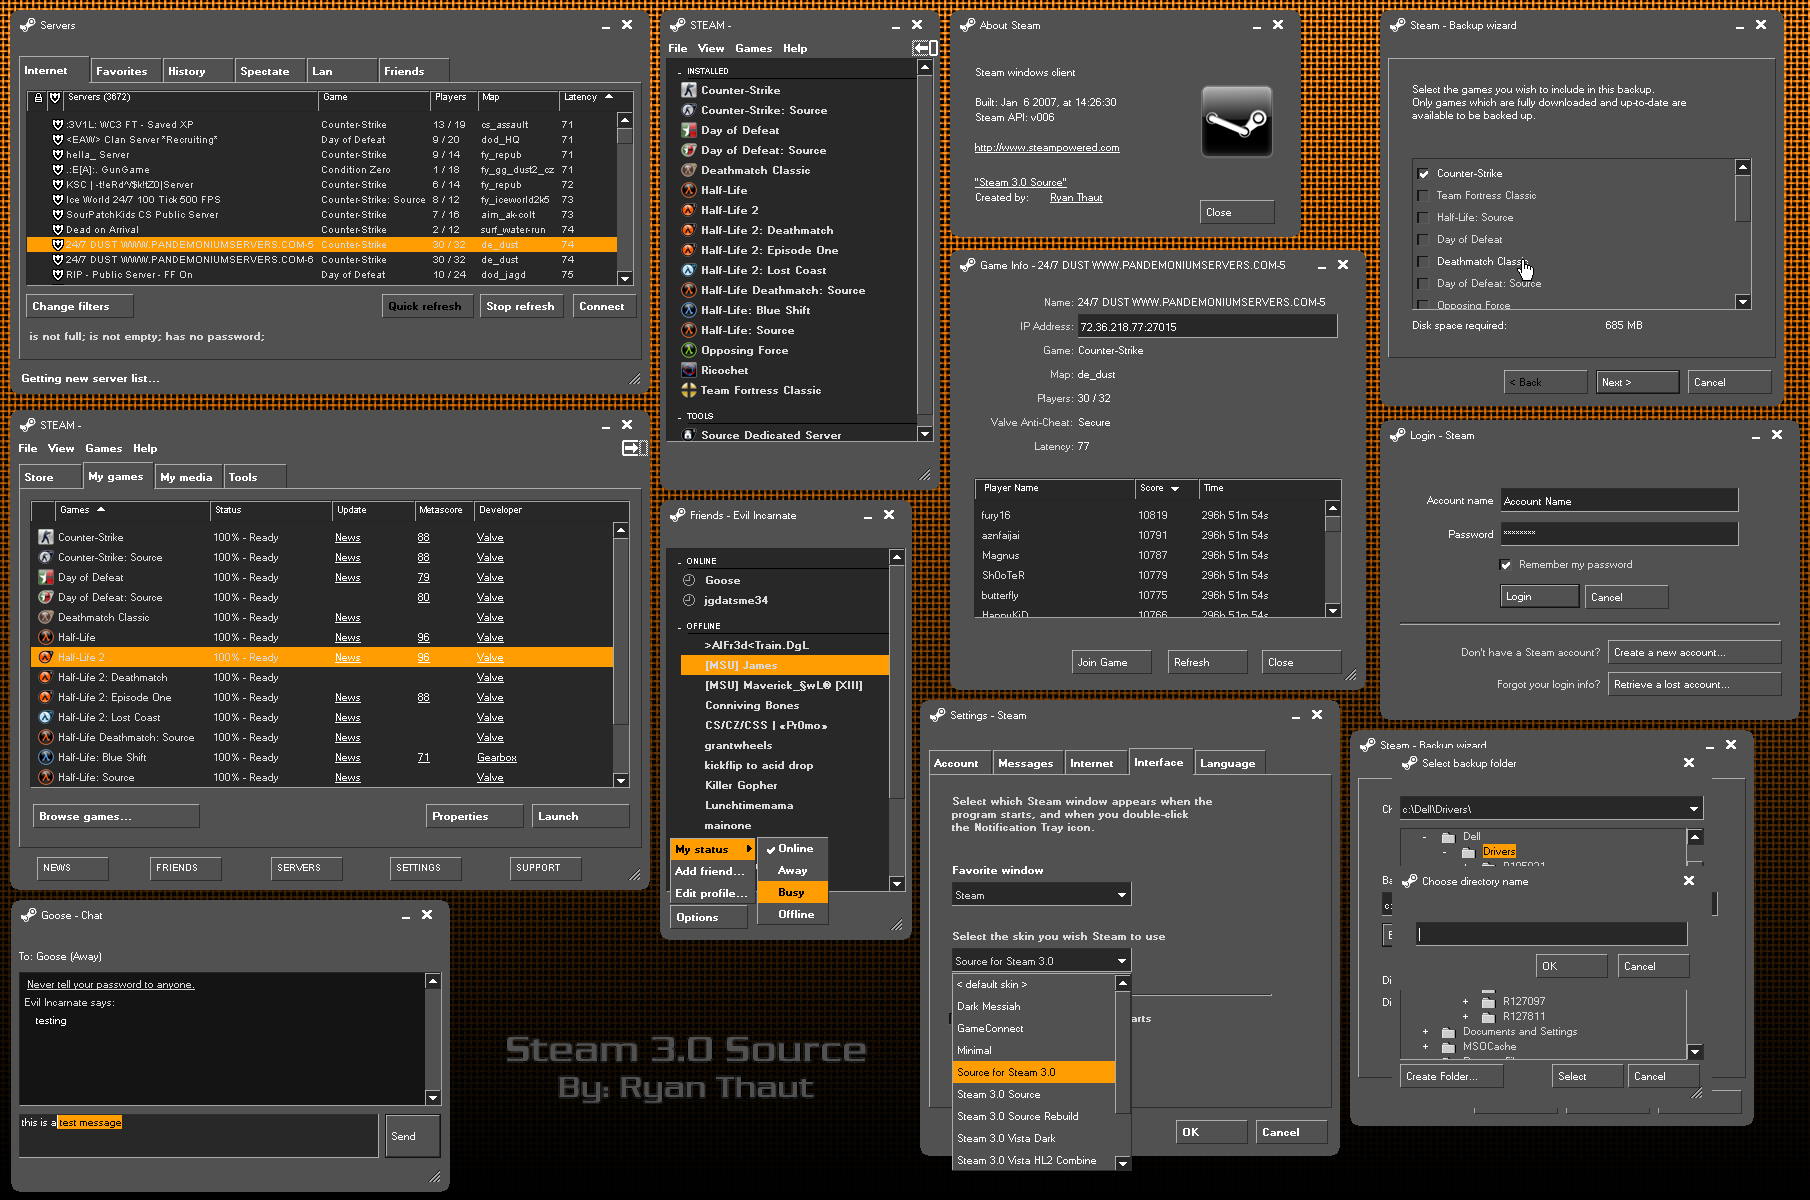 Servers
Internet
Favorites
History
Spectate
Lan
Friends
Servers (3672) Game Players Map Latency
:3V1L: WC3 FT - Saved XP Counter-Strike 13 / 19 cs_assault 71
<EAW> Clan Server *Recruiting* Day of Defeat 9 / 20 dod_HQ 71
hella_ Server Counter-Strike 9 / 14 fy_repub 71
.:E[A]:. GunGame Condition Zero 1 / 18 fy_gg_dust2_cz 71
Counter-Strike 6 / 14 fy_repub 72
Ice World 24/7 100 Tick 500 FPS Counter-Strike: Source 8 / 12 fy_iceworld2k5 73
SourPatchKids CS Public Server Counter-Strike 7 / 16 aim_ak-colt 73
Dead on Arrival Counter-Strike 2 / 12 surf_water-run 74
24/7 DUST WWW.PANDEMONIUMSERVERS.COM-5 Counter-Strike 30 / 32 de_dust 74
24/7 DUST WWW.PANDEMONIUMSERVERS.COM-6 Counter-Strike 30 / 32 de_dust 74
RIP - Public Server - FF On Day of Defeat 10 / 24 dod_jagd 75
Change filters
Quick refresh
Stop refresh
Connect
is not full; is not empty; has no password;
Getting new server list...
STEAM -
File View Games Help
Store
My games
My media
Tools
Games Status Update Metascore Developer
Counter-Strike 100% - Ready News 88 Valve
Counter-Strike: Source 100% - Ready News 88 Valve
Day of Defeat 100% - Ready News 79 Valve
Day of Defeat: Source 100% - Ready 80 Valve
Deathmatch Classic 100% - Ready News Valve
Half-Life 100% - Ready News 96 Valve
Half-Life 2 100% - Ready News 96 Valve
Half-Life 2: Deathmatch 100% - Ready Valve
Half-Life 2: Episode One 100% - Ready News 88 Valve
Half-Life 2: Lost Coast 100% - Ready News Valve
Half-Life Deathmatch: Source 100% - Ready News Valve
Half-Life: Blue Shift 100% - Ready News 71 Gearbox
Half-Life: Source 100% - Ready News Valve
Browse games...
Properties
Launch
NEWS
FRIENDS
SERVERS
SETTINGS
SUPPORT
Goose - Chat
To: Goose (Away)
Never tell your password to anyone.
Evil Incarnate says:
testing
this is a test message
Send
STEAM -
File View Games Help
- INSTALLED
Counter-Strike
Counter-Strike: Source
Day of Defeat
Day of Defeat: Source
Deathmatch Classic
Half-Life
Half-Life 2
Half-Life 2: Deathmatch
Half-Life 2: Episode One
Half-Life 2: Lost Coast
Half-Life Deathmatch: Source
Half-Life: Blue Shift
Half-Life: Source
Opposing Force
Ricochet
Team Fortress Classic
- TOOLS
Source Dedicated Server
Friends - Evil Incarnate
- ONLINE
Goose
jgdatsme34
- OFFLINE
>AlFr3d<Train.DgL
[MSU] James
[MSU] Maverick_§wL® [XIII]
Conniving Bones
CS/CZ/CSS | «Pr0mo»
grantwheels
kickflip to acid drop
Killer Gopher
Lunchtimemama
mainone
My status
Add friend...
Edit profile...
Options
Online
Away
Busy
Offline
Steam 3.0 Source
By: Ryan Thaut
About Steam
Steam windows client
Built: Jan 6 2007, at 14:26:30
Steam API: v006
http://www.steampowered.com
"Steam 3.0 Source"
Created by: Ryan Thaut
Close
Game Info - 24/7 DUST WWW.PANDEMONIUMSERVERS.COM-5
Name: 24/7 DUST WWW.PANDEMONIUMSERVERS.COM-5
IP Address: 72.36.218.77:27015
Game: Counter-Strike
Map: de_dust
Players: 30 / 32
Valve Anti-Cheat: Secure
Latency: 77
Player Name Score Time
fury16 10819 296h 51m 54s
aznfaijai 10791 296h 51m 54s
Magnus 10787 296h 51m 54s
Sh0oTeR 10779 296h 51m 54s
butterfly 10775 296h 51m 54s
HappyKiD 10766 296h 51m 54s
Join Game
Refresh
Close
Settings - Steam
Account
Messages
Internet
Interface
Language
Select which Steam window appears when the
program starts, and when you double-click
the Notification Tray icon.
Favorite window
Steam
Select the skin you wish Steam to use
Source for Steam 3.0
< default skin >
Dark Messiah
GameConnect
arts
Minimal
Source for Steam 3.0
Steam 3.0 Source
Steam 3.0 Source Rebuild
Steam 3.0 Vista Dark
Steam 3.0 Vista HL2 Combine
OK
Cancel
Steam - Backup wizard
Select the games you wish to include in this backup.
Only games which are fully downloaded and up-to-date are
available to be backed up.
Counter-Strike
Team Fortress Classic
Half-Life: Source
Day of Defeat
Deathmatch Classic
Day of Defeat: Source
Opposing Force
Disk space required: 685 MB
< Back
Next >
Cancel
Login - Steam
Account name Account Name
Password ********
Remember my password
Login
Cancel
Don't have a Steam account? Create a new account...
Forgot your login info? Retrieve a lost account...
Steam - Backup wizard
Select backup folder
c:\Dell\Drivers\
- Dell
- Drivers
Choose directory name
OK
Cancel
+ R127097
+ R127811
+ Documents and Settings
+ MSOCache
Create Folder...
Select
Cancel